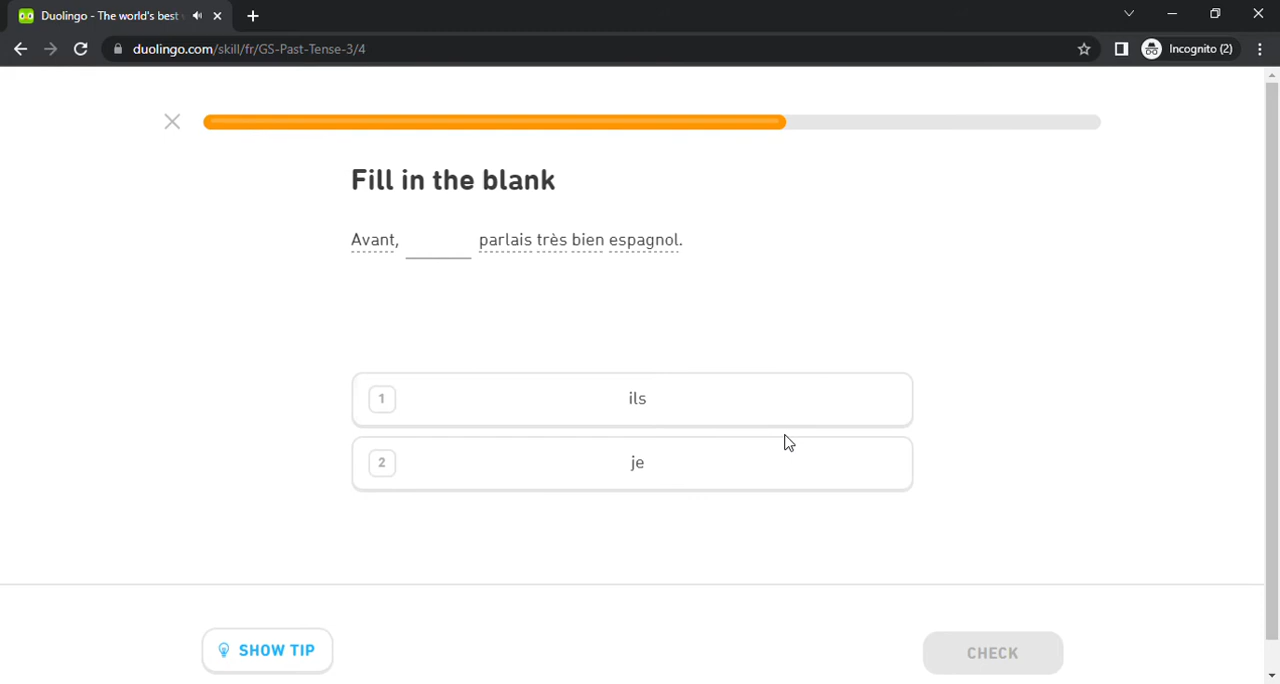 Duolingo - The world's best
duolingo.com/skill/fr/GS-Past-Tense-3/4
Incognito (2)
Fill in the blank
Avant, ______ parlais très bien espagnol.
1 ils
2 je
SHOW TIP
CHECK